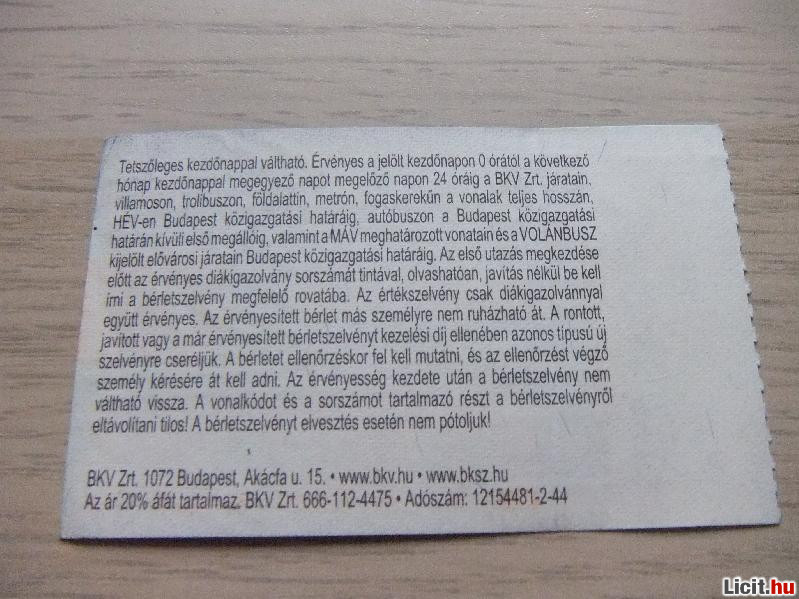 Tetszőleges kezdőnappal váltható. Érvényes a jelölt kezdőnapon 0 órától a következő
hónap kezdőnappal megegyező napot megelőző napon 24 óráig a BKV Zrt. járatain,
villamoson, trolibuszon, földalattin, metrón, fogaskerekűn a vonalak teljes hosszán,
HÉV-en Budapest közigazgatási határáig, autóbuszon a Budapest közigazgatási
határán kívüli első megállóig, valamint a MÁV meghatározott vonatain és a VOLÁNBUSZ
kijelölt elővárosi járatain Budapest közigazgatási határáig. Az első utazás megkezdése
előtt az érvényes diákigazolvány sorszámát tintával, olvashatóan, javítás nélkül be kell
írni a bérletszelvény megfelelő rovatába. Az értékszelvény csak diákigazolvánnyal
együtt érvényes. Az érvényesített bérlet más személyre nem ruházható át. A rontott,
javított vagy a már érvényesített bérletszelvényt kezelési díj ellenében azonos típusú új
szelvényre cseréljük. A bérletet ellenőrzéskor fel kell mutatni, és az ellenőrzést végző
személy kérésére át kell adni. Az érvényesség kezdete után a bérletszelvény nem
váltható vissza. A vonalkódot és a sorszámot tartalmazó részt a bérletszelvényről
eltávolítani tilos! A bérletszelvényt elvesztés esetén nem pótoljuk!
BKV Zrt. 1072 Budapest, Akácfa u. 15. • www.bkv.hu • www.bksz.hu
Az ár 20% áfát tartalmaz. BKV Zrt. 666-112-4475 • Adószám: 12154481-2-44
Licit.hu